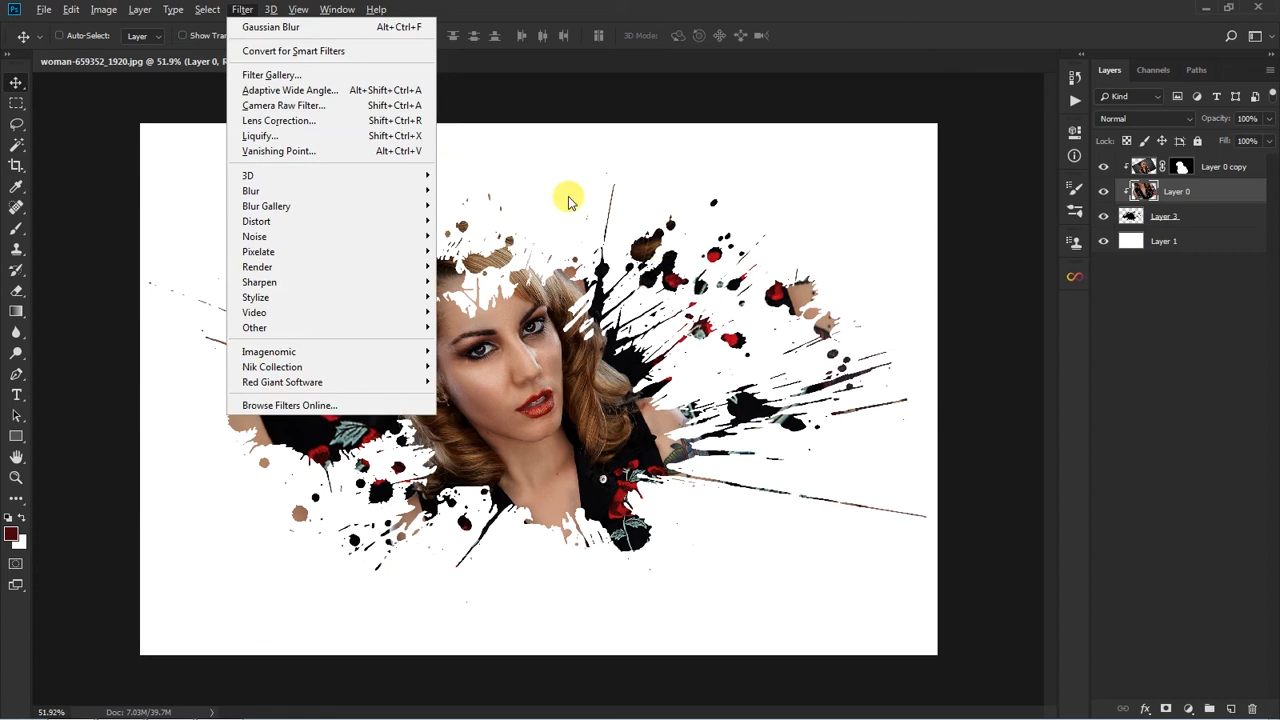 Ps File Edit Image Layer Type Select Filter 3D View Window Help
Auto-Select: Layer Show Tra 3D Mode:
woman-659352_1920.jpg @ 51.9% (Layer 0, R
Gaussian Blur Alt+Ctrl+F
Convert for Smart Filters
Filter Gallery...
Adaptive Wide Angle... Alt+Shift+Ctrl+A
Camera Raw Filter... Shift+Ctrl+A
Lens Correction... Shift+Ctrl+R
Liquify... Shift+Ctrl+X
Vanishing Point... Alt+Ctrl+V
3D
Blur
Blur Gallery
Distort
Noise
Pixelate
Render
Sharpen
Stylize
Video
Other
Imagenomic
Nik Collection
Red Giant Software
Browse Filters Online...
Layers Channels Paths
Kind
Normal Opacity: 100%
Lock: Fill: 100%
Layer 0 copy
Layer 0
Layer 3
Layer 1
51.92% Doc: 7.03M/39.7M